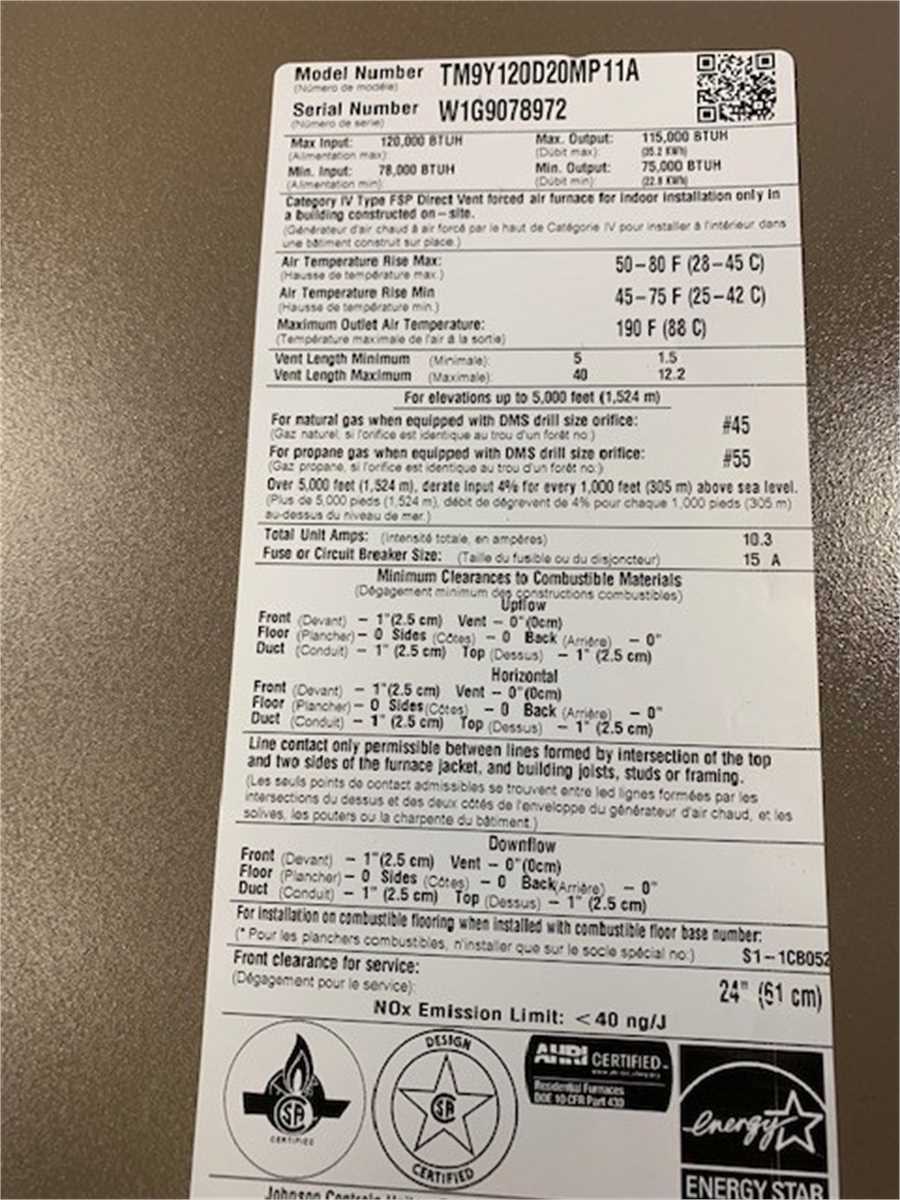 Model Number TM9Y120D20MP11A
(Número de modèle)
Serial Number W1G9078972
(Número de serie)
Max Input: 120,000 BTUH Max. Output: 115,000 BTUH
(Alimentation max) (Dübit max) (35.2 KWh)
Min. Input: 78,000 BTUH Min. Output: 75,000 BTUH
(Alimentation min) (Dübit min) (22.8 KWh)
Category IV Type FSP Direct Vent forced air furnace for indoor installation only in
a building constructed on-site.
(Générateur d'air chaud à air forcé par le haut de Catégorie IV pour installer à l'intérieur dans
une bâtiment construit sur place.)
Air Temperature Rise Max: 50-80 F (28-45 C)
(Hausse de température max.)
Air Temperature Rise Min 45-75 F (25-42 C)
(Hausse de température min.)
Maximum Outlet Air Temperature: 190 F (88 C)
(Température maximale de l'air à la sortie)
Vent Length Minimum (Minimale): 5 1.5
Vent Length Maximum (Maximale): 40 12.2
For elevations up to 5,000 feet (1,524 m)
For natural gas when equipped with DMS drill size orifice: #45
(Gaz naturel, si l'orifice est identique au trou d'un forêt no:)
For propane gas when equipped with DMS drill size orifice: #55
(Gaz propane, si l'orifice est identique au trou d'un forêt no:)
Over 5,000 feet (1,524 m), derate input 4% for every 1,000 feet (305 m) above sea level.
(Plus de 5,000 pieds (1,524 m), débit de dégrevent de 4% pour chaque 1,000 pieds (305 m)
au-dessus du niveau de mer.)
Total Unit Amps: (Intensité totale, en ampères) 10.3
Fuse or Circuit Breaker Size: (Taille du fusible ou du disjoncteur) 15 A
Minimum Clearances to Combustible Materials
(Dégagement minimum des constructions combustibles)
Upflow
Front (Devant) - 1"(2.5 cm) Vent - 0"(0cm)
Floor (Plancher) - 0 Sides (Côtes) - 0 Back (Arrière) - 0"
Duct (Conduit) - 1" (2.5 cm) Top (Dessus) - 1" (2.5 cm)
Horizontal
Front (Devant) - 1"(2.5 cm) Vent - 0"(0cm)
Floor (Plancher) - 0 Sides (Côtes) - 0 Back (Arrière) - 0"
Duct (Conduit) - 1" (2.5 cm) Top (Dessus) - 1" (2.5 cm)
Line contact only permissible between lines formed by intersection of the top
and two sides of the furnace jacket, and building joists, studs or framing.
(Les seuls points de contact admissibles se trouvent entre led lignes formées par les
intersections du dessus et des deux côtés de l'enveloppe du générateur d'air chaud, et les
solives, los pouters ou la charpente du bâtiment.)
Downflow
Front (Devant) - 1"(2.5 cm) Vent - 0"(0cm)
Floor (Plancher) - 0 Sides (Côtes) - 0 Back(Arrière) - 0"
Duct (Conduit) - 1" (2.5 cm) Top (Dessus) - 1" (2.5 cm)
For installation on combustible flooring when installed with combustible floor base number:
(* Pour les planchers combustibles, n'installer que sur le socle spécial no:) S1-1CB052
Front clearance for service: 24" (61 cm)
(Dégagement pour le service):
NOx Emission Limit: <40 ng/J
CERTIFIED
DESIGN
CERTIFIED
AHRI CERTIFIED
Residential Furnaces
DOE 10 CFR Part 430
energy
ENERGY STAR